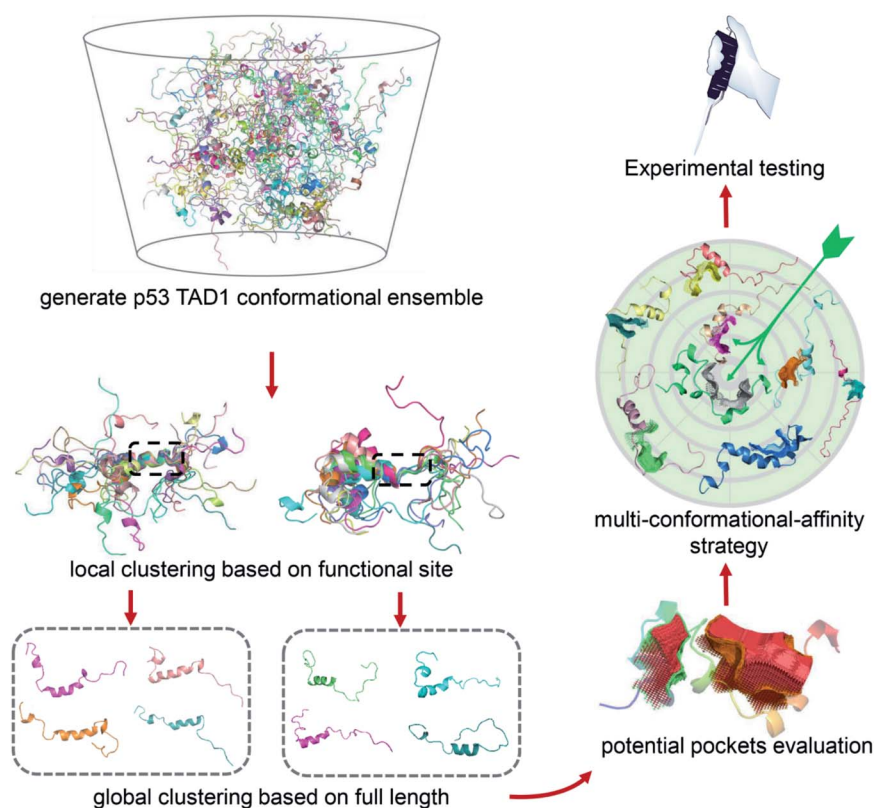 generate p53 TAD1 conformational ensemble
local clustering based on functional site
global clustering based on full length
potential pockets evaluation
multi-conformational-affinity
strategy
Experimental testing